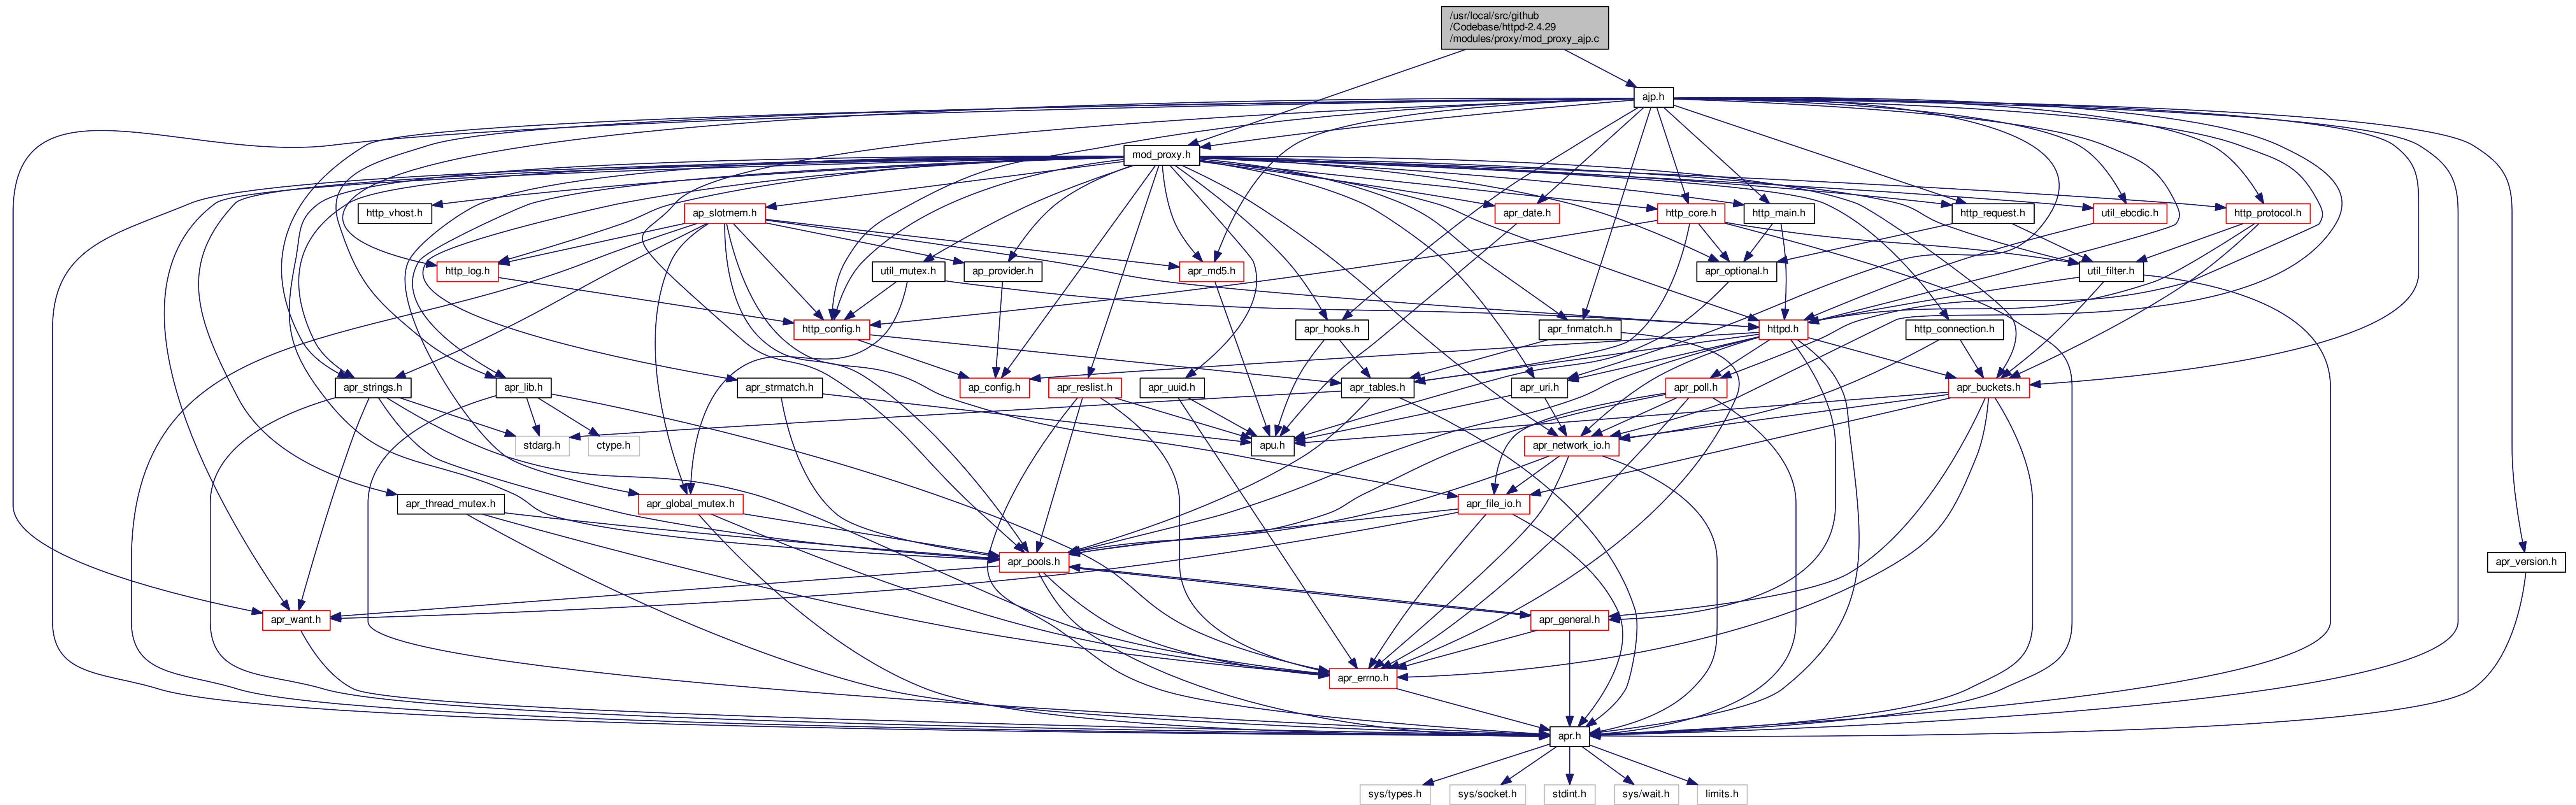 /usr/local/src/github
/Codebase/httpd-2.4.29
/modules/proxy/mod_proxy_ajp.c
ajp.h
mod_proxy.h
http_vhost.h
ap_slotmem.h
apr_date.h
http_core.h
http_main.h
http_request.h
util_ebcdic.h
http_protocol.h
http_log.h
util_mutex.h
ap_provider.h
apr_md5.h
apr_optional.h
util_filter.h
http_config.h
apr_hooks.h
apr_fnmatch.h
httpd.h
http_connection.h
apr_strings.h
apr_lib.h
apr_strmatch.h
ap_config.h
apr_reslist.h
apr_uuid.h
apr_tables.h
apr_uri.h
apr_poll.h
apr_buckets.h
stdarg.h
ctype.h
apu.h
apr_network_io.h
apr_thread_mutex.h
apr_global_mutex.h
apr_file_io.h
apr_pools.h
apr_version.h
apr_want.h
apr_general.h
apr_errno.h
apr.h
sys/types.h
sys/socket.h
stdint.h
sys/wait.h
limits.h